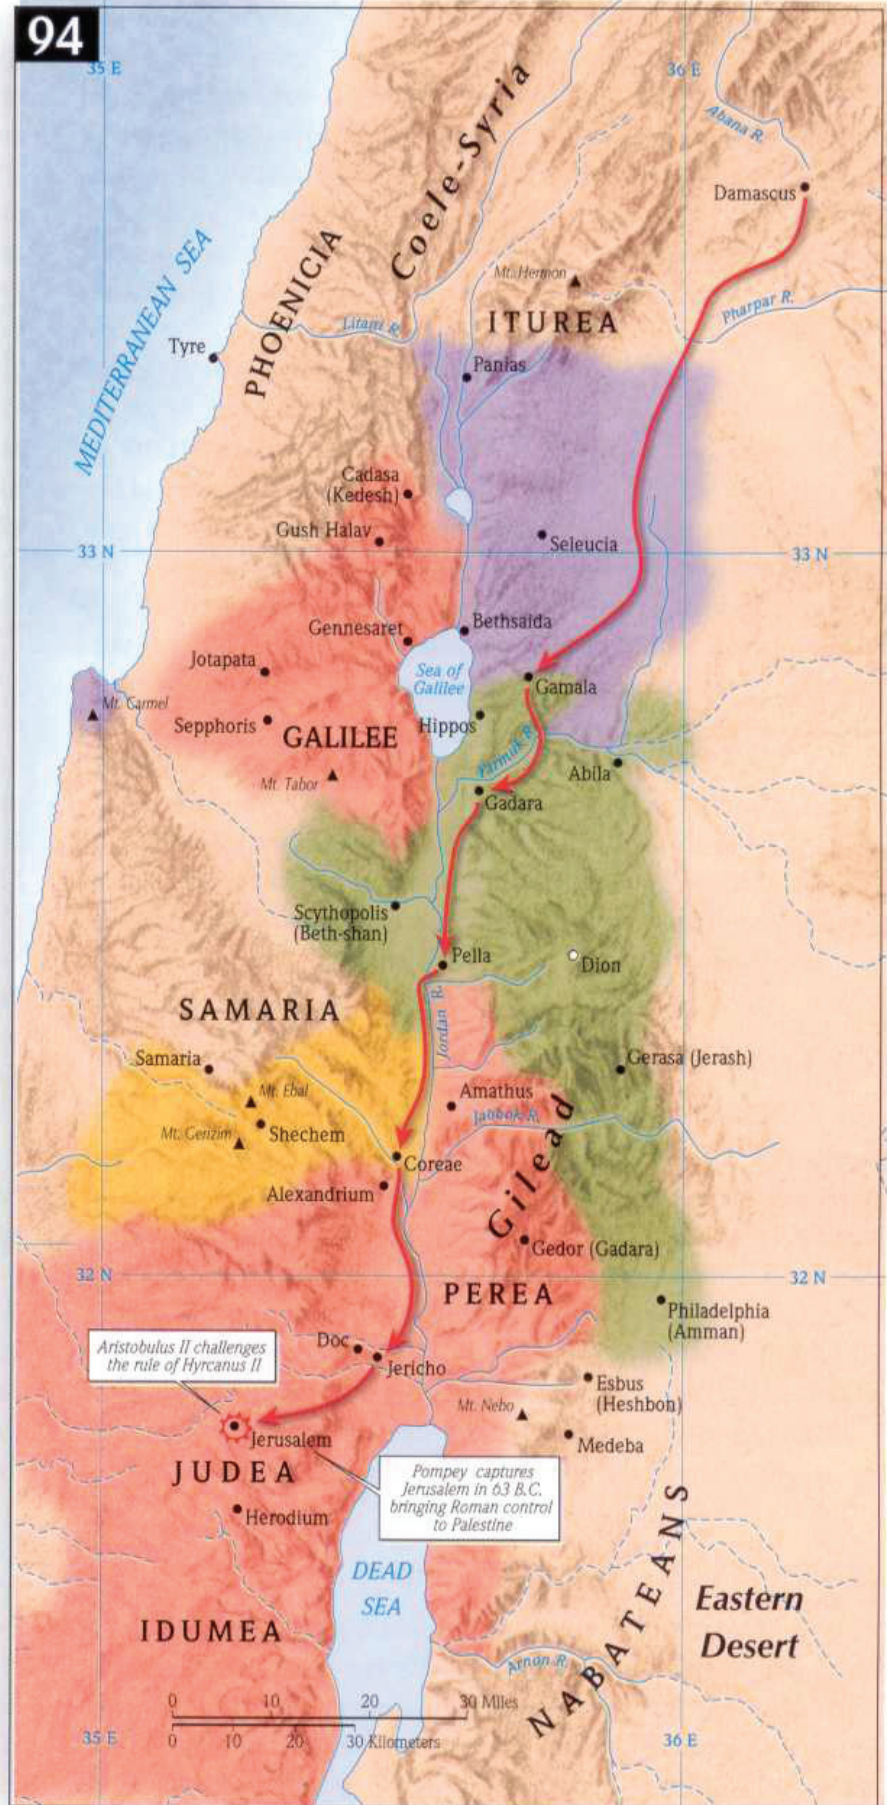 94
35 E
36 E
Coele-Syria
Abana R.
Damascus
MEDITERRANEAN SEA
PHOENICIA
Mt. Hermon
Pharpar R.
ITUREA
Litani R.
Tyre
Panias
Cadasa
(Kedesh)
Gush Halav
Seleucia
33 N
33 N
Bethsaida
Gennesaret
Jotapata
Sea of
Galilee
Gamala
Mt. Carmel
Sepphoris
GALILEE
Hippos
Yarmuk R.
Abila
Mt. Tabor
Gadara
Scythopolis
(Beth-shan)
Pella
Dion
SAMARIA
Jordan R.
Samaria
Gerasa (Jerash)
Mt. Ebal
Amathus
Jabbok R.
Mt. Gerizim
Shechem
Gilead
Coreae
Alexandrium
Gedor (Gadara)
32 N
32 N
PEREA
Philadelphia
(Amman)
Doc
Aristobulus II challenges
the rule of Hyrcanus II
Jericho
Esbus
(Heshbon)
Mt. Nebo
Jerusalem
Medeba
JUDEA
Pompey captures
Jerusalem in 63 B.C.
bringing Roman control
to Palestine
Herodium
NABATEANS
DEAD
SEA
Eastern
Desert
IDUMEA
Arnon R.
0 10 20 30 Miles
0 10 20 30 Kilometers
35 E
36 E